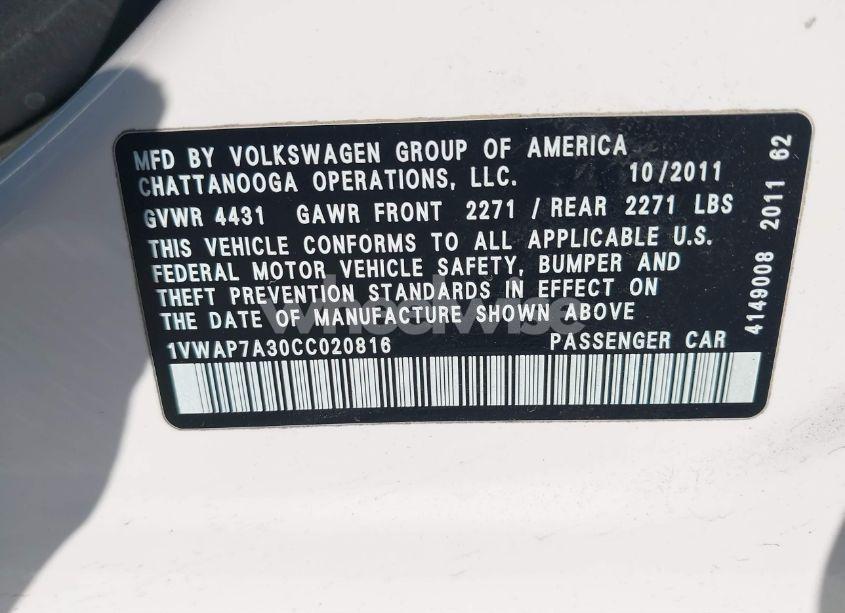 MFD BY VOLKSWAGEN GROUP OF AMERICA
CHATTANOOGA OPERATIONS, LLC. 10/2011
GVWR 4431 GAWR FRONT 2271 / REAR 2271 LBS
THIS VEHICLE CONFORMS TO ALL APPLICABLE U.S.
FEDERAL MOTOR VEHICLE SAFETY, BUMPER AND
THEFT PREVENTION STANDARDS IN EFFECT ON
THE DATE OF MANUFACTURE SHOWN ABOVE
1VWAP7A30CC020816 PASSENGER CAR
4149008 2011 62
wheelwise